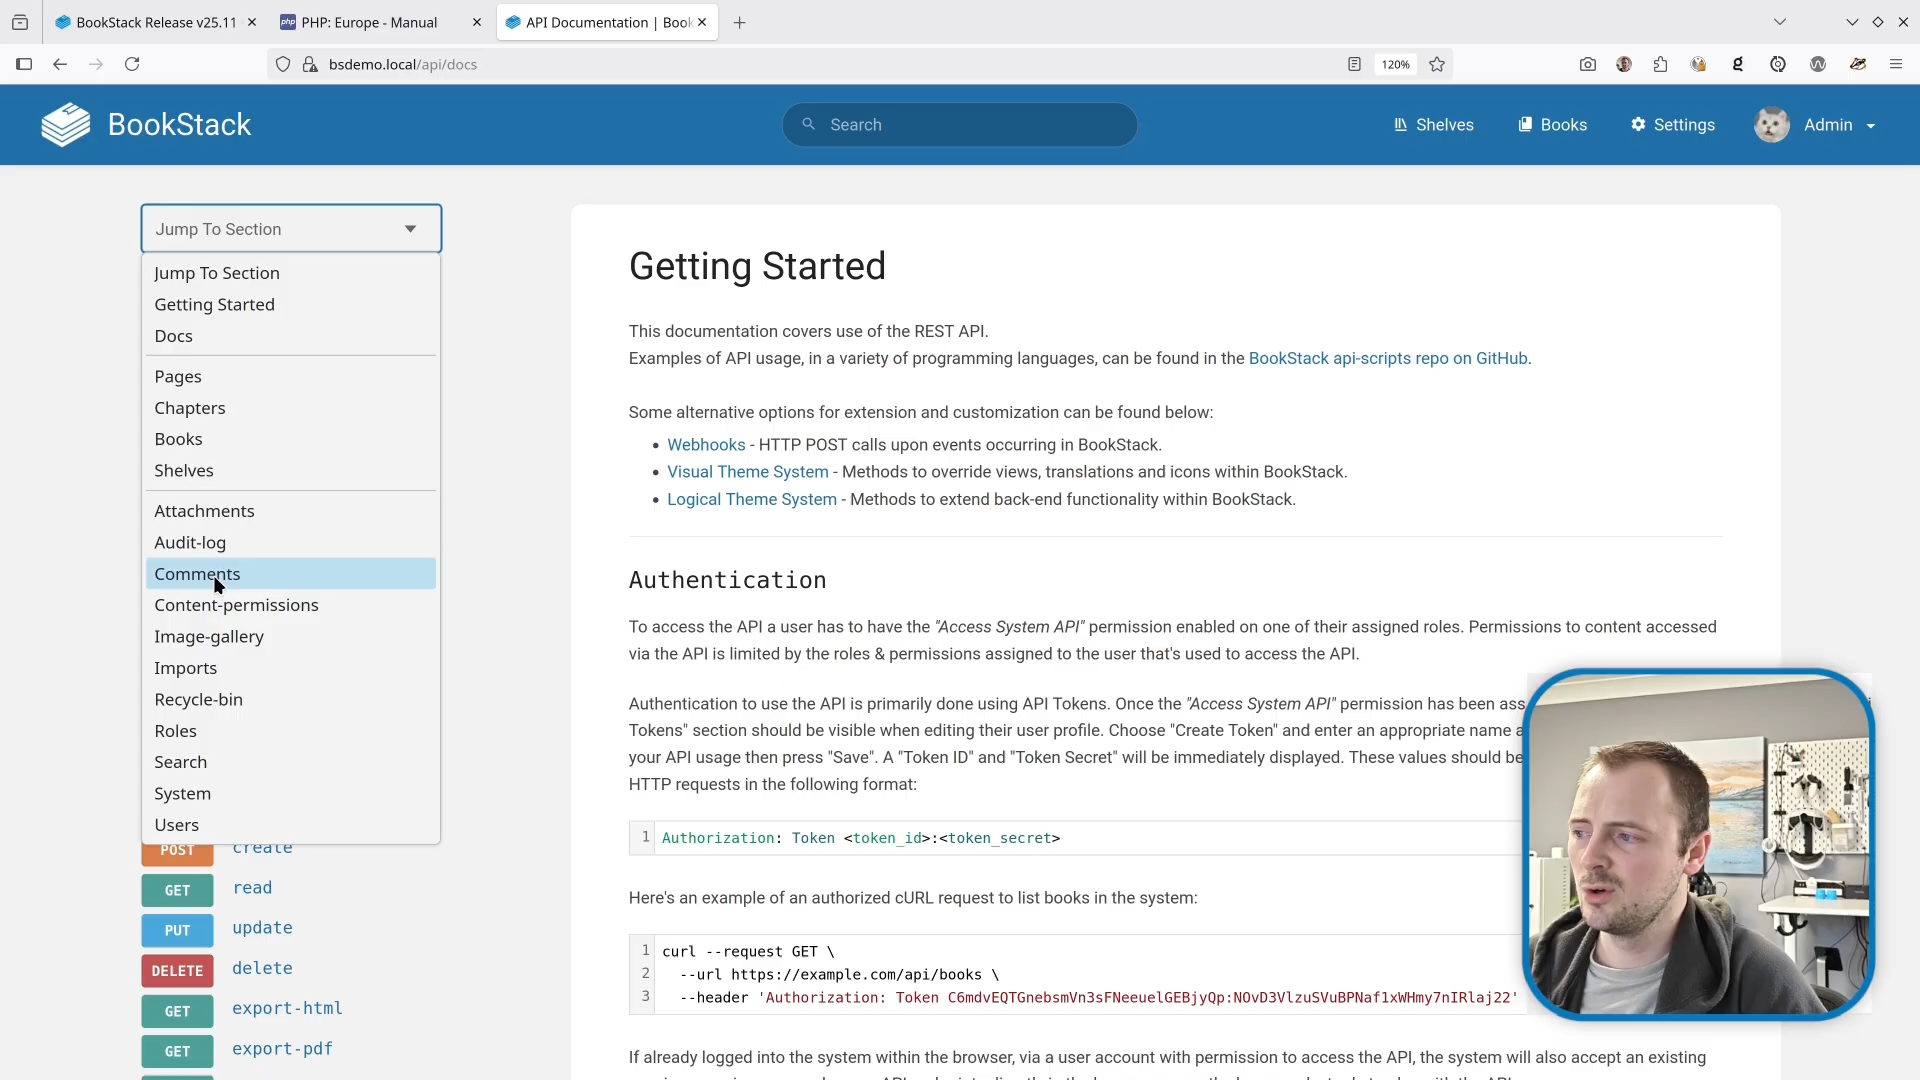 BookStack Release v25.11
PHP: Europe - Manual
API Documentation | Book
bsdemo.local/api/docs
120%
BookStack
Search
Shelves
Books
Settings
Admin
Jump To Section
Jump To Section
Getting Started
Docs
Pages
Chapters
Books
Shelves
Attachments
Audit-log
Comments
Content-permissions
Image-gallery
Imports
Recycle-bin
Roles
Search
System
Users
POST create
GET read
PUT update
DELETE delete
GET export-html
GET export-pdf
Getting Started
This documentation covers use of the REST API.
Examples of API usage, in a variety of programming languages, can be found in the BookStack api-scripts repo on GitHub.
Some alternative options for extension and customization can be found below:
• Webhooks - HTTP POST calls upon events occurring in BookStack.
• Visual Theme System - Methods to override views, translations and icons within BookStack.
• Logical Theme System - Methods to extend back-end functionality within BookStack.
Authentication
To access the API a user has to have the "Access System API" permission enabled on one of their assigned roles. Permissions to content accessed
via the API is limited by the roles & permissions assigned to the user that's used to access the API.
Authentication to use the API is primarily done using API Tokens. Once the "Access System API" permission has been ass
Tokens" section should be visible when editing their user profile. Choose "Create Token" and enter an appropriate name a
your API usage then press "Save". A "Token ID" and "Token Secret" will be immediately displayed. These values should be
HTTP requests in the following format:
1 Authorization: Token <token_id>:<token_secret>
Here's an example of an authorized cURL request to list books in the system:
1 curl --request GET \
2 --url https://example.com/api/books \
3 --header 'Authorization: Token C6mdvEQTGnebsmVn3sFNeeuelGEBjyQp:NOvD3VlzuSVuBPNaf1xWHmy7nIRlaj22'
If already logged into the system within the browser, via a user account with permission to access the API, the system will also accept an existing